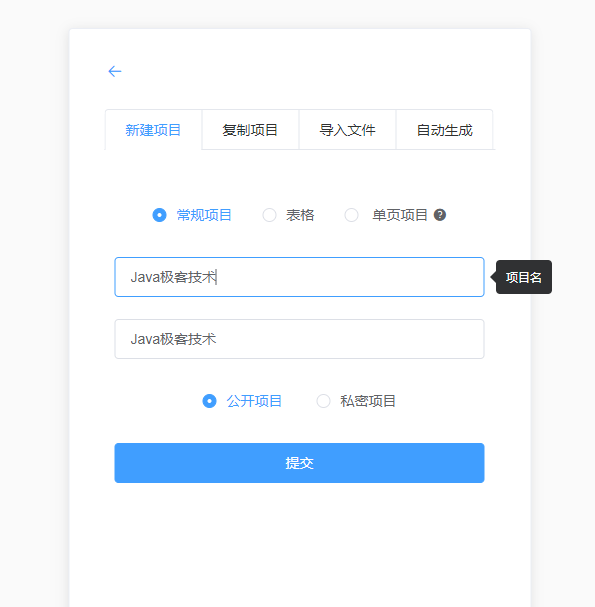 新建项目 复制项目 导入文件 自动生成
常规项目 表格 单页项目 ?
Java极客技术 项目名
Java极客技术
公开项目 私密项目
提交